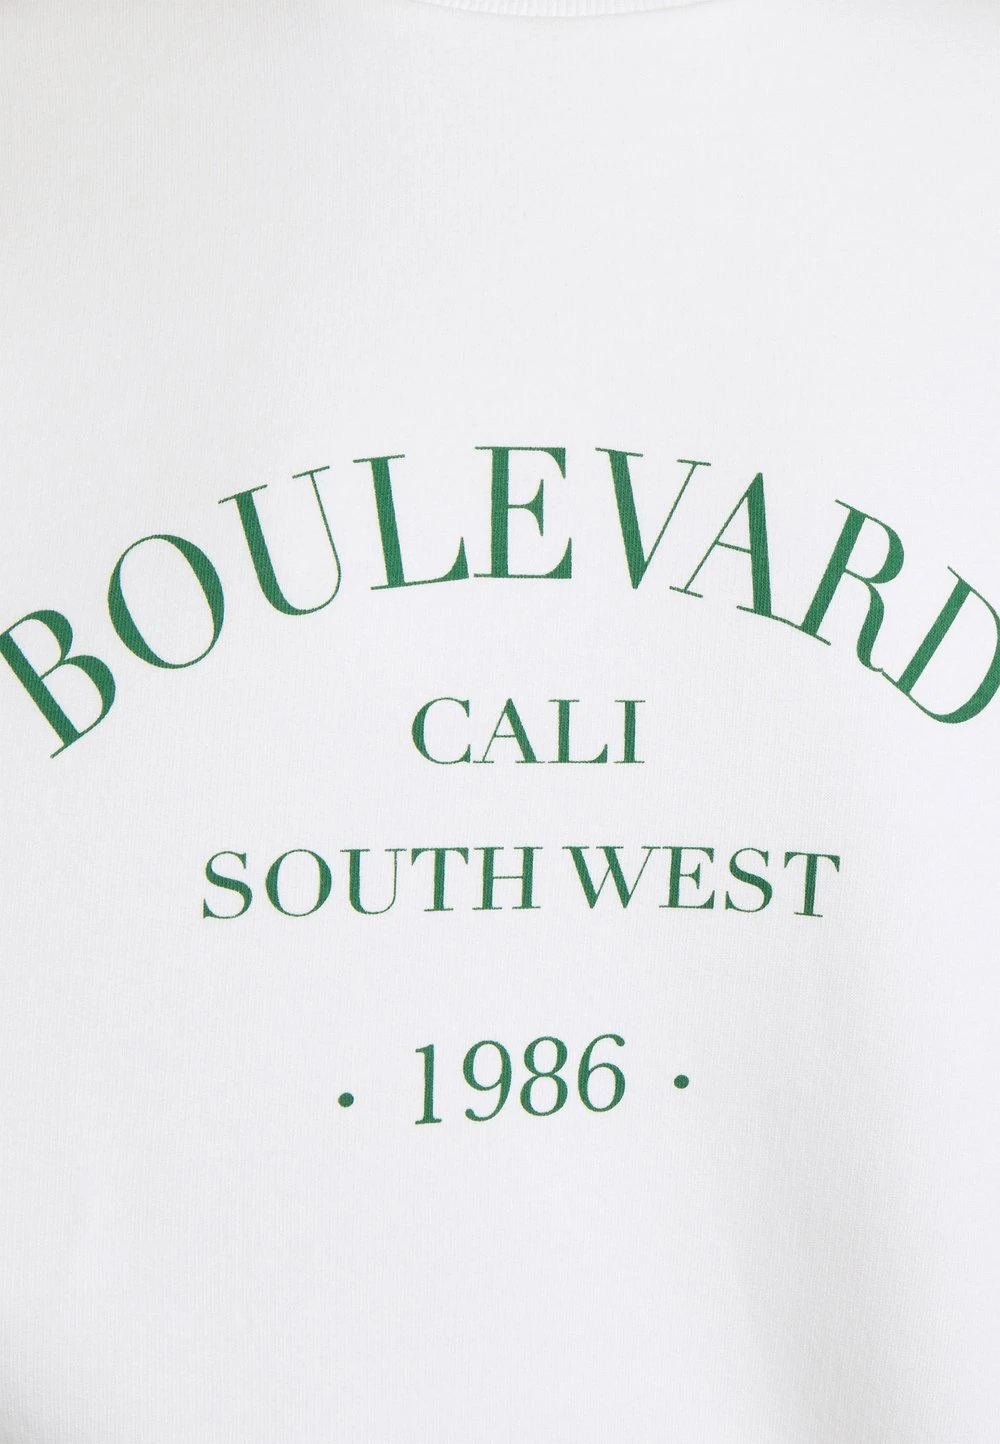 BOULEVARD
CALI
SOUTH WEST
· 1986 ·